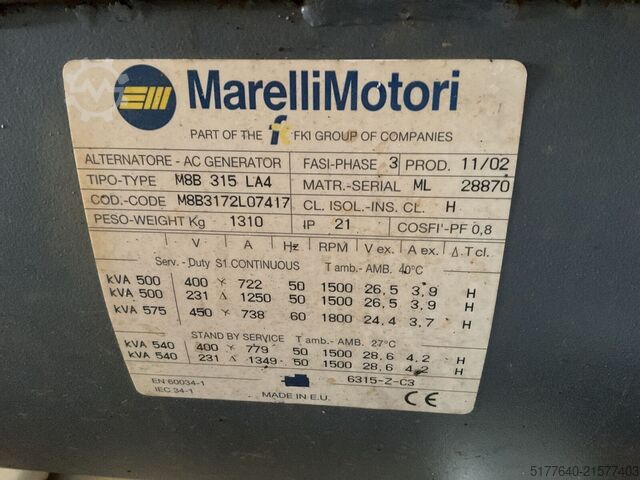 MarelliMotori
PART OF THE FKI GROUP OF COMPANIES
ALTERNATORE - AC GENERATOR FASI-PHASE 3 PROD. 11/02
TIPO-TYPE M8B 315 LA4 MATR.-SERIAL ML 28870
COD.-CODE M8B3172L07417 CL. ISOL.-INS. CL. H
PESO-WEIGHT Kg 1310 IP 21 COSFI'-PF 0,8
V A Hz RPM V ex. A ex. Δ.T cl.
Serv. - Duty S1 CONTINUOUS T amb.- AMB. 40°C
kVA 500 400 Y 722 50 1500 26,5 3,9 H
kVA 500 231 Δ 1250 50 1500 26,5 3,9 H
kVA 575 450 Y 738 60 1800 24,4 3,7 H
STAND BY SERVICE T amb.- AMB. 27°C
kVA 540 400 Y 779 50 1500 28,6 4,2 H
kVA 540 231 Δ 1349 50 1500 28,6 4,2 H
EN 60034-1
IEC 34-1
6315-Z-C3
MADE IN E.U.
CE
5177640-21577403